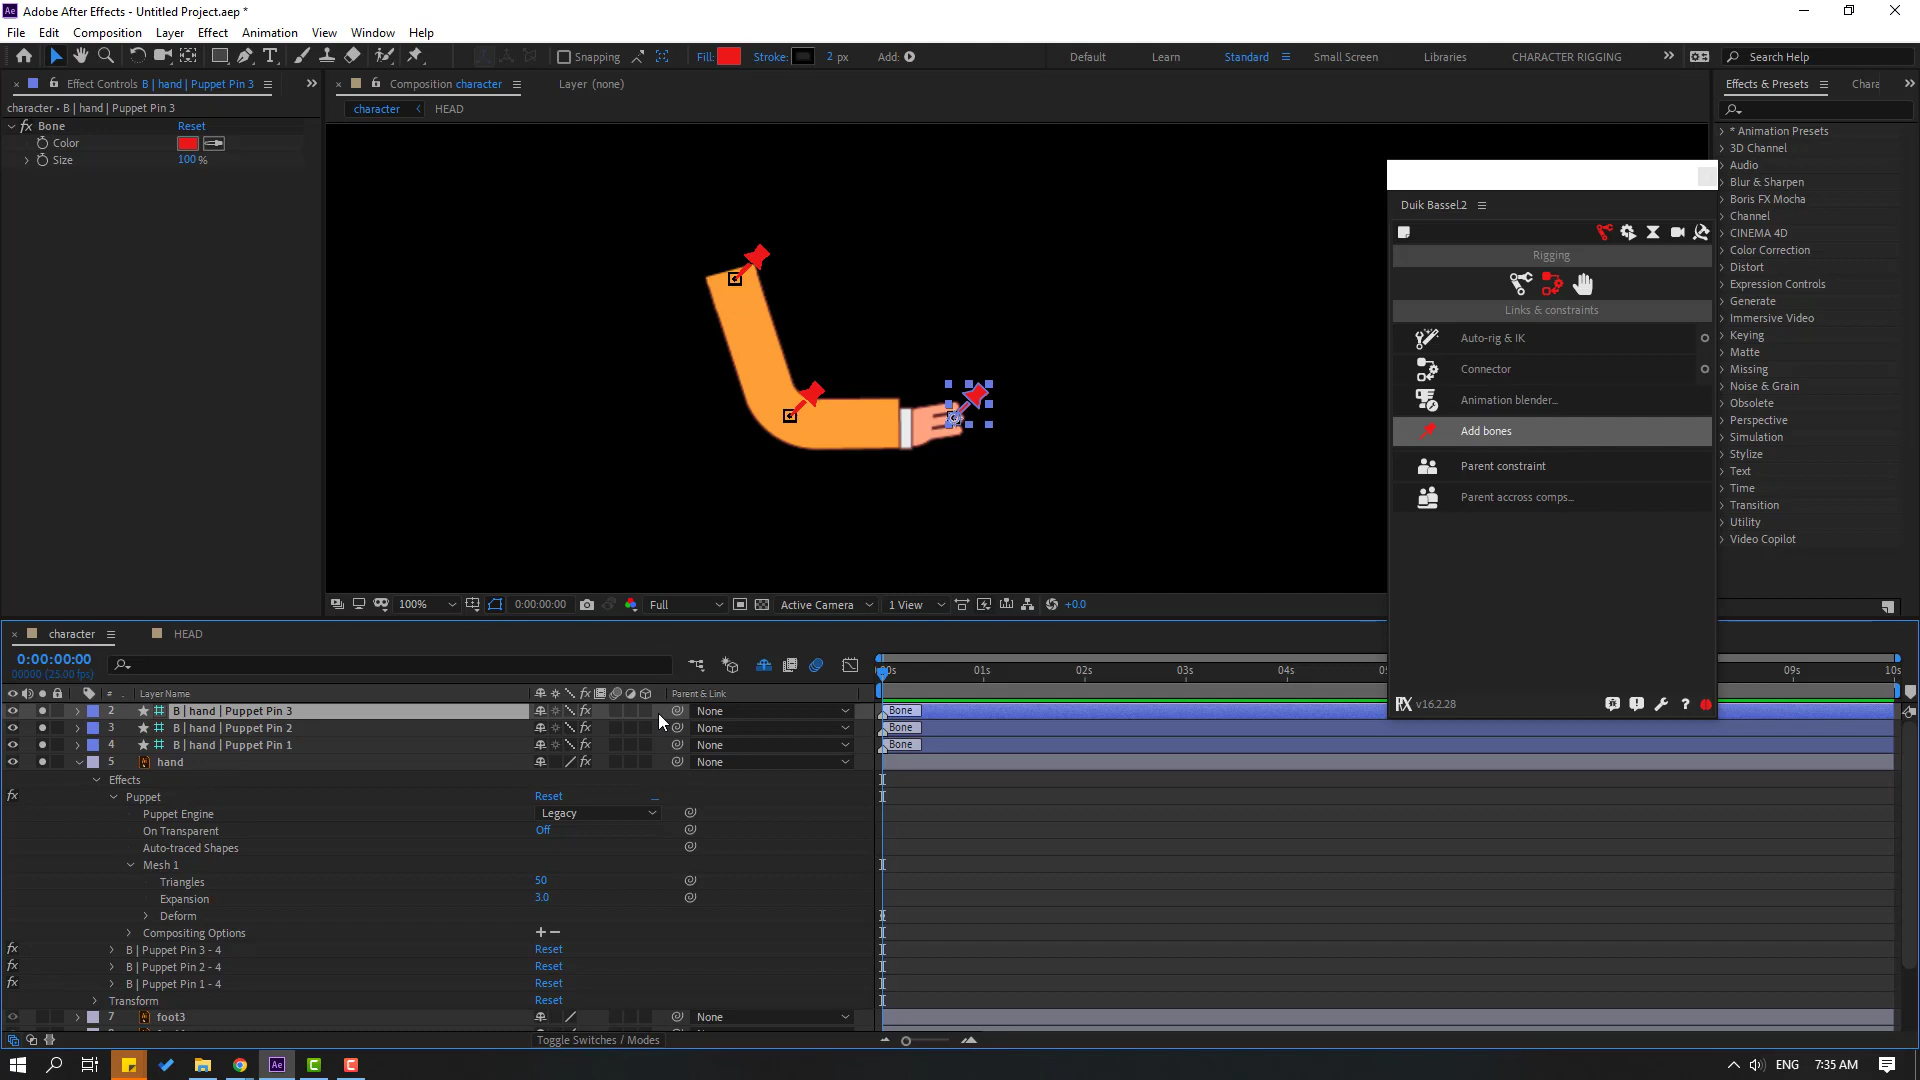 Adobe After Effects - Untitled Project.aep *
File Edit Composition Layer Effect Animation View Window Help
Snapping Fill: Stroke: 2 px Add: Default Learn Standard Small Screen Libraries CHARACTER RIGGING Search Help
Effect Controls B | hand | Puppet Pin 3
Composition character
Layer (none)
Effects & Presets
Chara
character • B | hand | Puppet Pin 3
character HEAD
Bone Reset
Color
Size 100 %
* Animation Presets
3D Channel
Audio
Blur & Sharpen
Boris FX Mocha
Channel
CINEMA 4D
Color Correction
Distort
Expression Controls
Generate
Immersive Video
Keying
Matte
Missing
Noise & Grain
Obsolete
Perspective
Simulation
Stylize
Text
Time
Transition
Utility
Video Copilot
Duik Bassel.2
Rigging
Links & constraints
Auto-rig & IK
Connector
Animation blender...
Add bones
Parent constraint
Parent accross comps...
v16.2.28
100% 0:00:00:00 Full Active Camera 1 View +0.0
character HEAD
0:00:00:00
00000 (25.00 fps)
00s 01s 02s 03s 04s 09s 10s
# Layer Name Parent & Link
2 B | hand | Puppet Pin 3 None Bone
3 B | hand | Puppet Pin 2 None Bone
4 B | hand | Puppet Pin 1 None Bone
5 hand None
Effects
Puppet Reset
Puppet Engine Legacy
On Transparent Off
Auto-traced Shapes
Mesh 1
Triangles 50
Expansion 3.0
Deform
Compositing Options
B | Puppet Pin 3 - 4 Reset
B | Puppet Pin 2 - 4 Reset
B | Puppet Pin 1 - 4 Reset
Transform Reset
7 foot3 None
Toggle Switches / Modes
ENG 7:35 AM